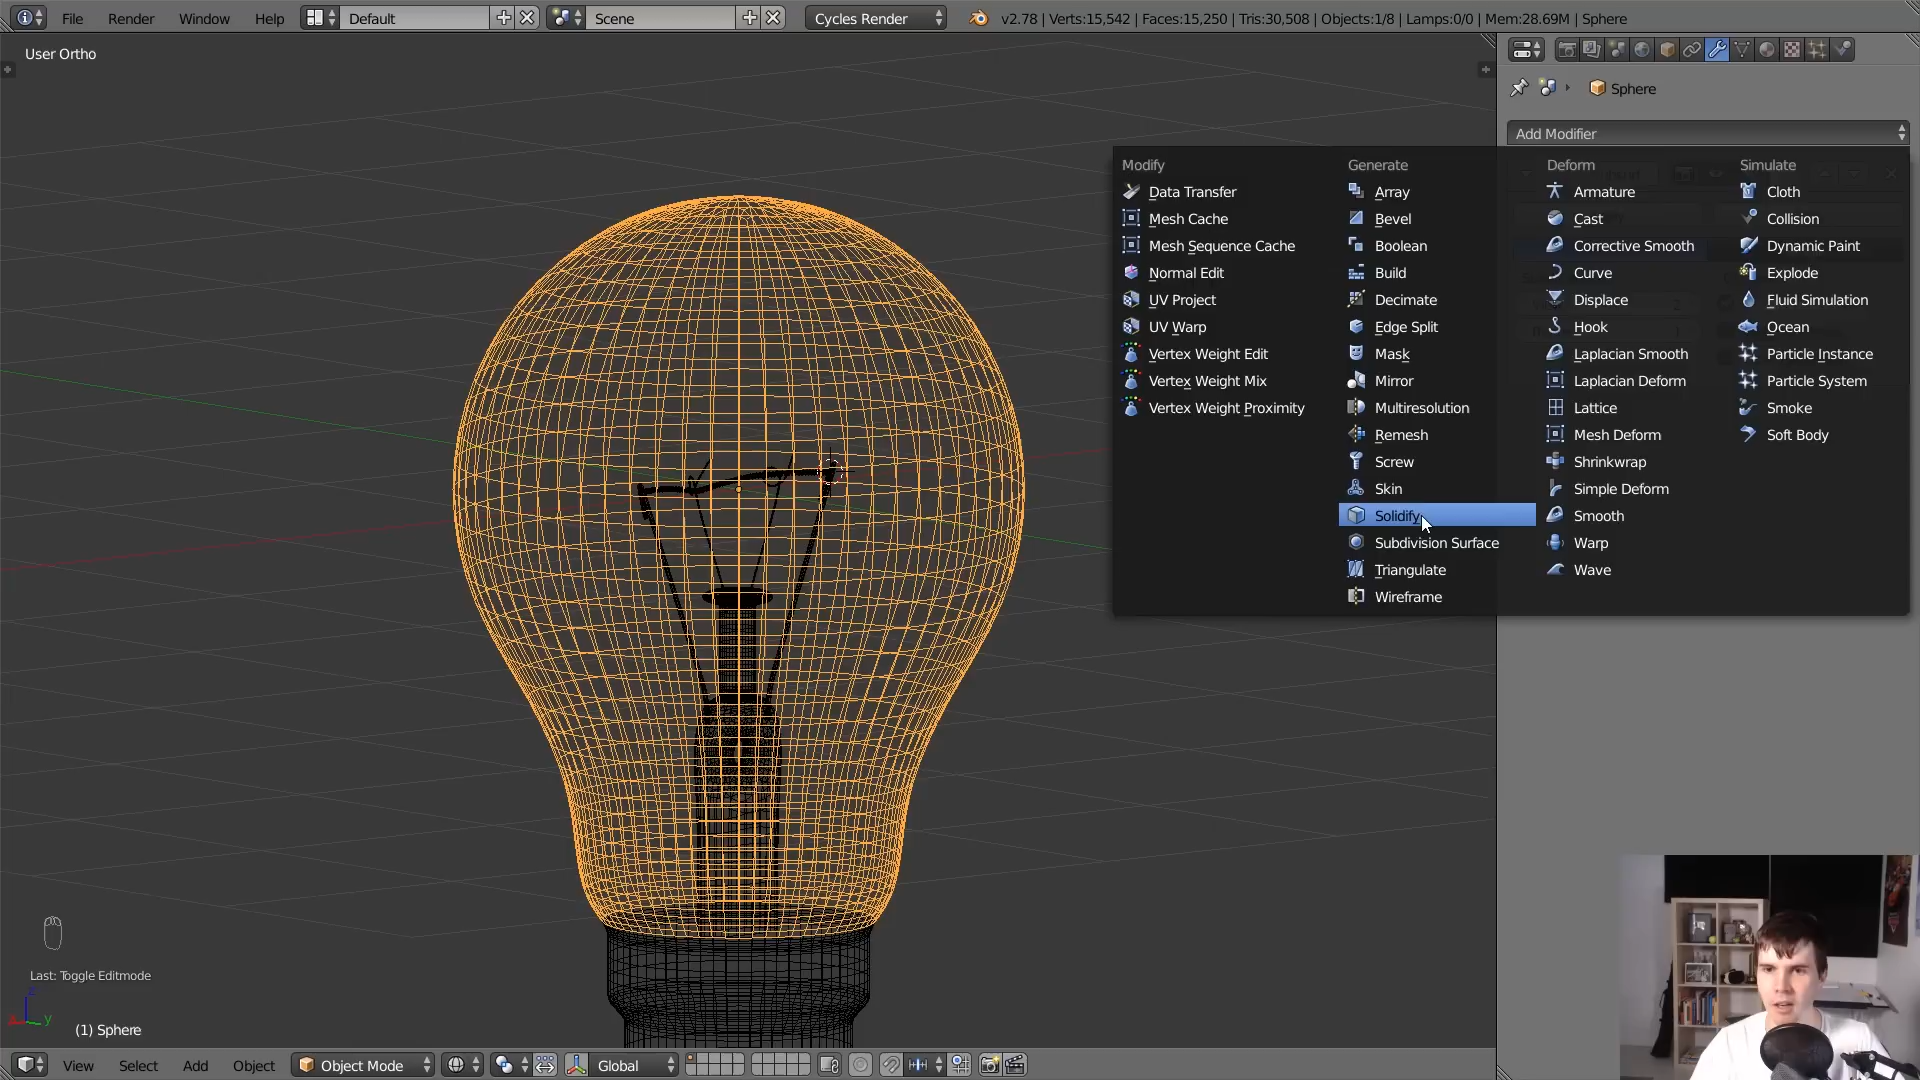 File Render Window Help Default Scene Cycles Render v2.78 | Verts:15,542 | Faces:15,250 | Tris:30,508 | Objects:1/8 | Lamps:0/0 | Mem:28.69M | Sphere
User Ortho
Sphere
Add Modifier
Modify Generate Deform Simulate
Data Transfer Array Armature Cloth
Mesh Cache Bevel Cast Collision
Mesh Sequence Cache Boolean Corrective Smooth Dynamic Paint
Normal Edit Build Curve Explode
UV Project Decimate Displace Fluid Simulation
UV Warp Edge Split Hook Ocean
Vertex Weight Edit Mask Laplacian Smooth Particle Instance
Vertex Weight Mix Mirror Laplacian Deform Particle System
Vertex Weight Proximity Multiresolution Lattice Smoke
Remesh Mesh Deform Soft Body
Screw Shrinkwrap
Skin Simple Deform
Solidify Smooth
Subdivision Surface Warp
Triangulate Wave
Wireframe
Last: Toggle Editmode
z
x y
(1) Sphere
View Select Add Object Object Mode Global